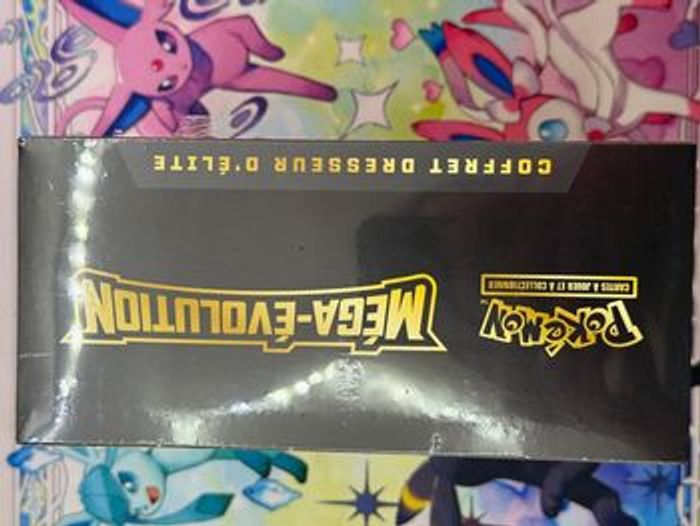 Pokémon
CARTES À JOUER ET À COLLECTIONNER
MÉGA-ÉVOLUTION
COFFRET DRESSEUR D'ÉLITE